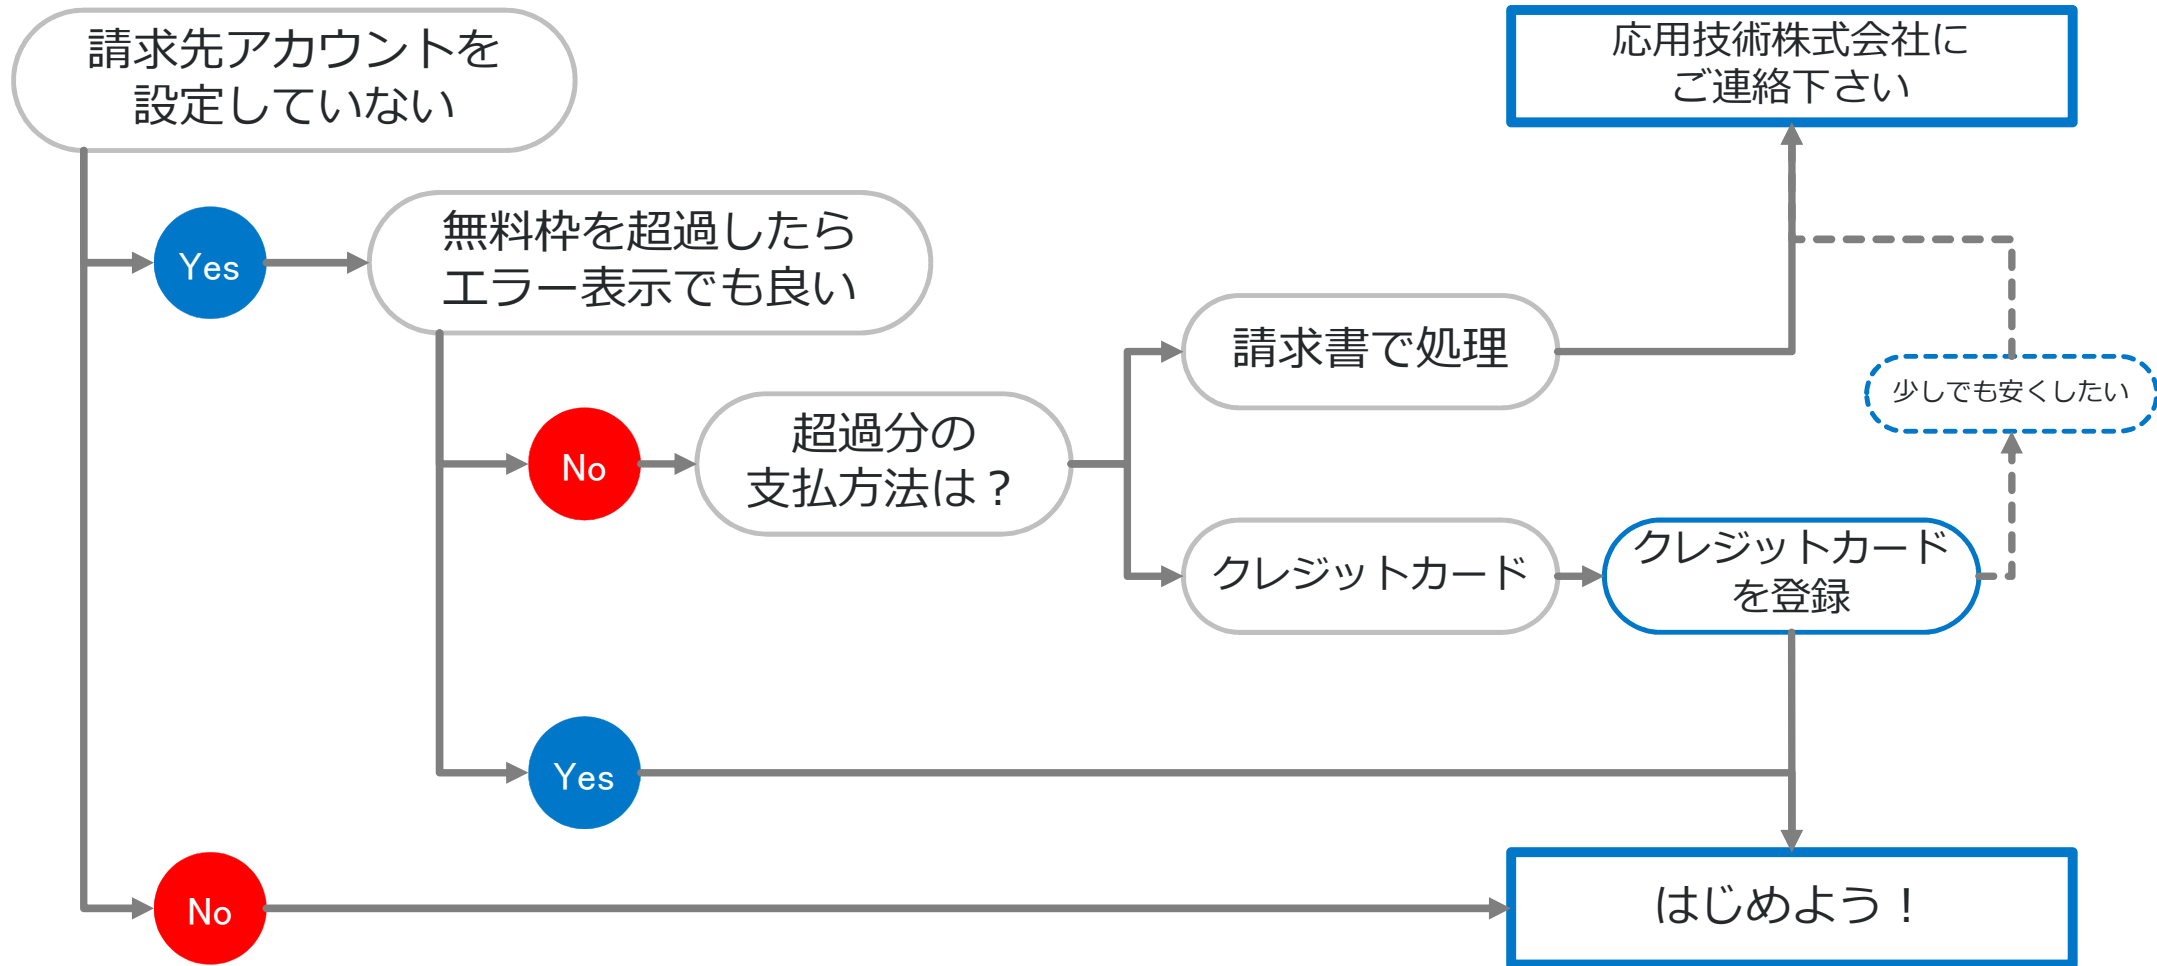 請求先アカウントを
設定していない
応用技術株式会社に
ご連絡下さい
Yes
無料枠を超過したら
エラー表示でも良い
請求書で処理
少しでも安くしたい
No
超過分の
支払方法は？
クレジットカード
クレジットカード
を登録
Yes
No
はじめよう！